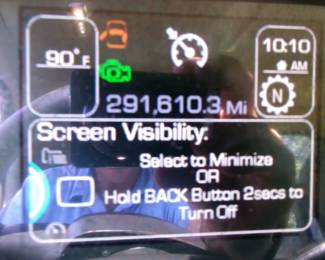 10:10
90° F
AM
N
291,610.3 Mi
Screen Visibility:
Select to Minimize
OR
Hold BACK Button 2secs to
Turn Off